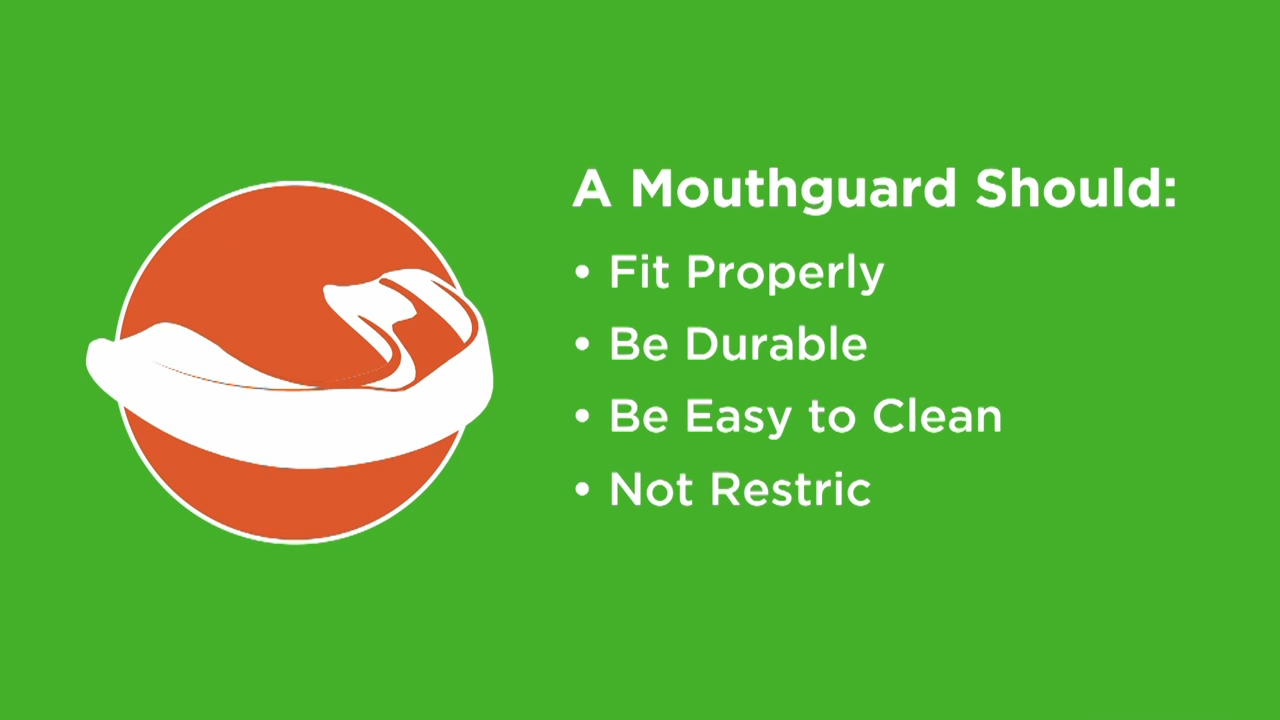 A Mouthguard Should:
• Fit Properly
• Be Durable
• Be Easy to Clean
• Not Restric